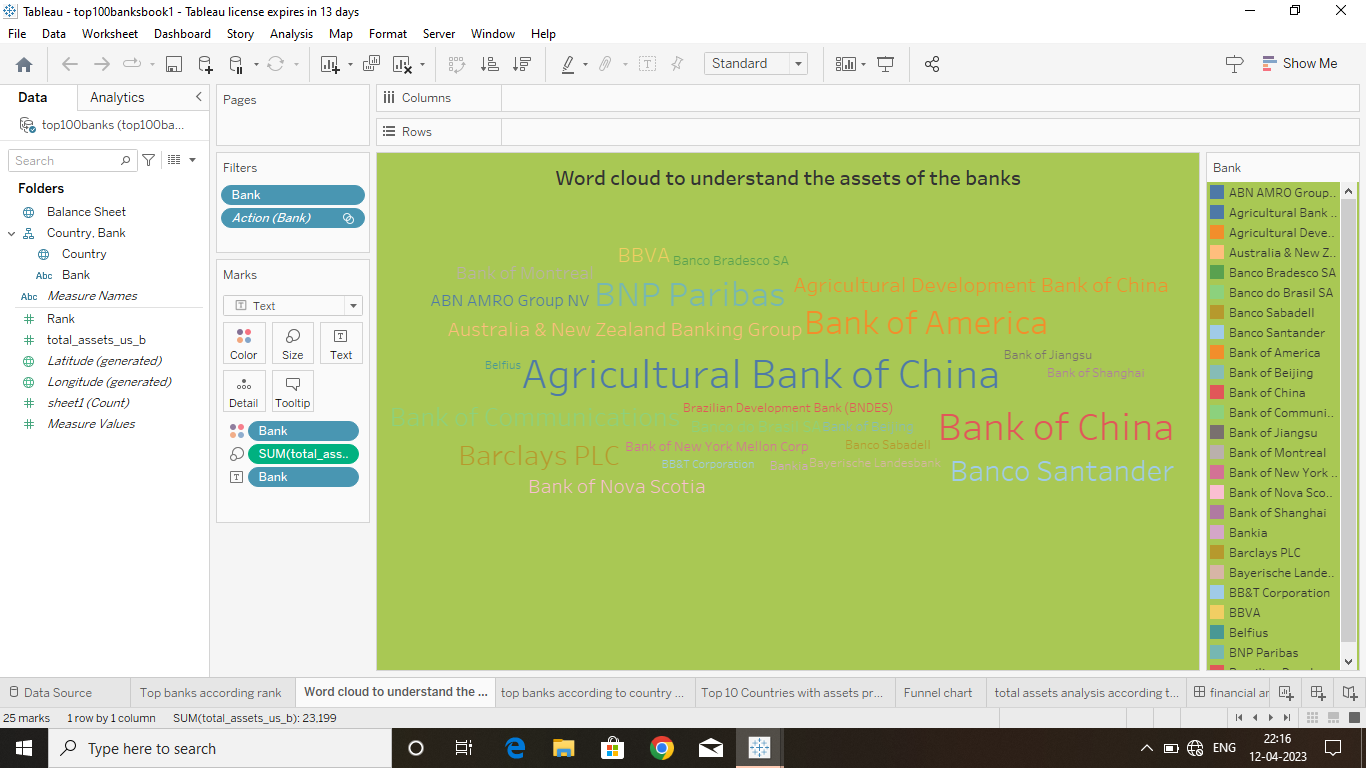 Tableau - top100banksbook1 - Tableau license expires in 13 days
File Data Worksheet Dashboard Story Analysis Map Format Server Window Help
Standard
Show Me
Data Analytics
top100banks (top100ba...
Search
Folders
Balance Sheet
Country, Bank
Country
Abc Bank
Abc Measure Names
Rank
total_assets_us_b
Latitude (generated)
Longitude (generated)
sheet1 (Count)
Measure Values
Pages
Filters
Bank
Action (Bank)
Marks
Text
Color Size Text
Detail Tooltip
Bank
SUM(total_ass..
Bank
Columns
Rows
Word cloud to understand the assets of the banks
BBVA
Banco Bradesco SA
Bank of Montreal
Agricultural Development Bank of China
ABN AMRO Group NV
BNP Paribas
Australia & New Zealand Banking Group
Bank of America
Bank of Jiangsu
Belfius
Agricultural Bank of China
Bank of Shanghai
Brazilian Development Bank (BNDES)
Bank of Communications
Bank of Beijing
Bank of China
Bank of New York Mellon Corp
Banco Sabadell
Barclays PLC
BB&T Corporation
Bayerische Landesbank
Banco Santander
Bank of Nova Scotia
Bank
ABN AMRO Group..
Agricultural Bank ..
Agricultural Deve..
Australia & New Z..
Banco Bradesco SA
Banco do Brasil SA
Banco Sabadell
Banco Santander
Bank of America
Bank of Beijing
Bank of China
Bank of Communi..
Bank of Jiangsu
Bank of Montreal
Bank of New York ..
Bank of Nova Sco..
Bank of Shanghai
Bankia
Barclays PLC
Bayerische Lande..
BB&T Corporation
BBVA
Belfius
BNP Paribas
Data Source Top banks according rank Word cloud to understand the ... top banks according to country ... Top 10 Countries with assets pr... Funnel chart total assets analysis according t... financial an
25 marks 1 row by 1 column SUM(total_assets_us_b): 23,199
Type here to search
ENG
22:16
12-04-2023